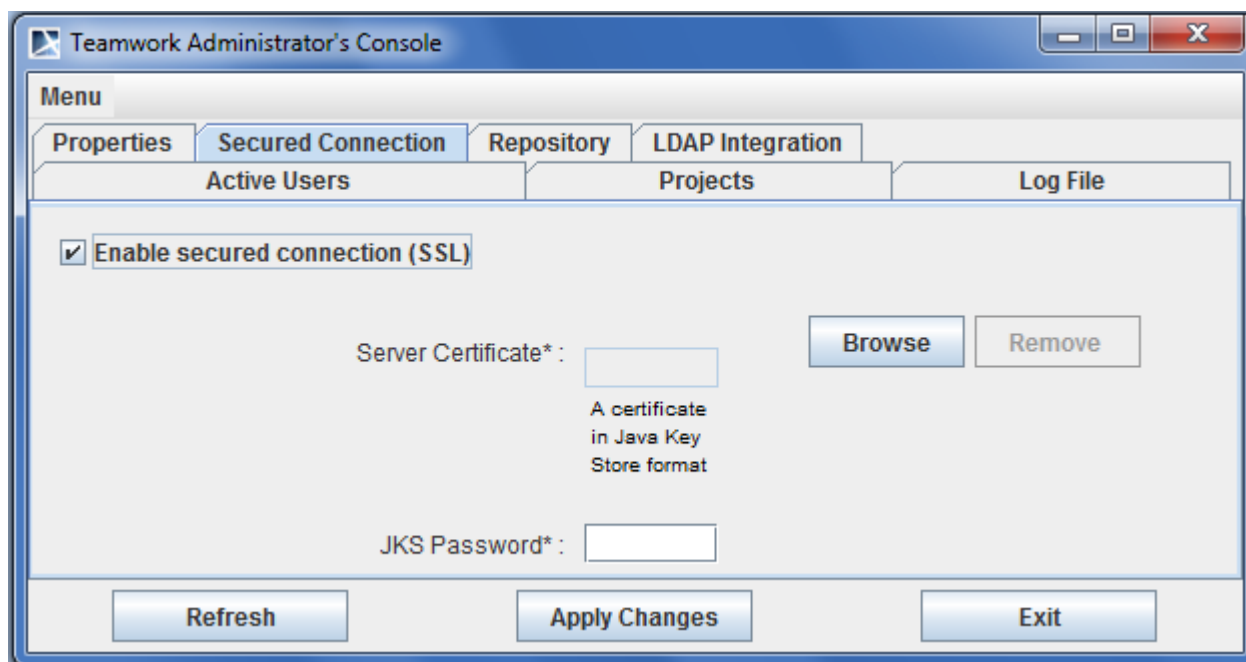 Teamwork Administrator's Console
Menu
Properties Secured Connection Repository LDAP Integration
Active Users Projects Log File
Enable secured connection (SSL)
Server Certificate* : Browse Remove
A certificate
in Java Key
Store format
JKS Password* :
Refresh Apply Changes Exit